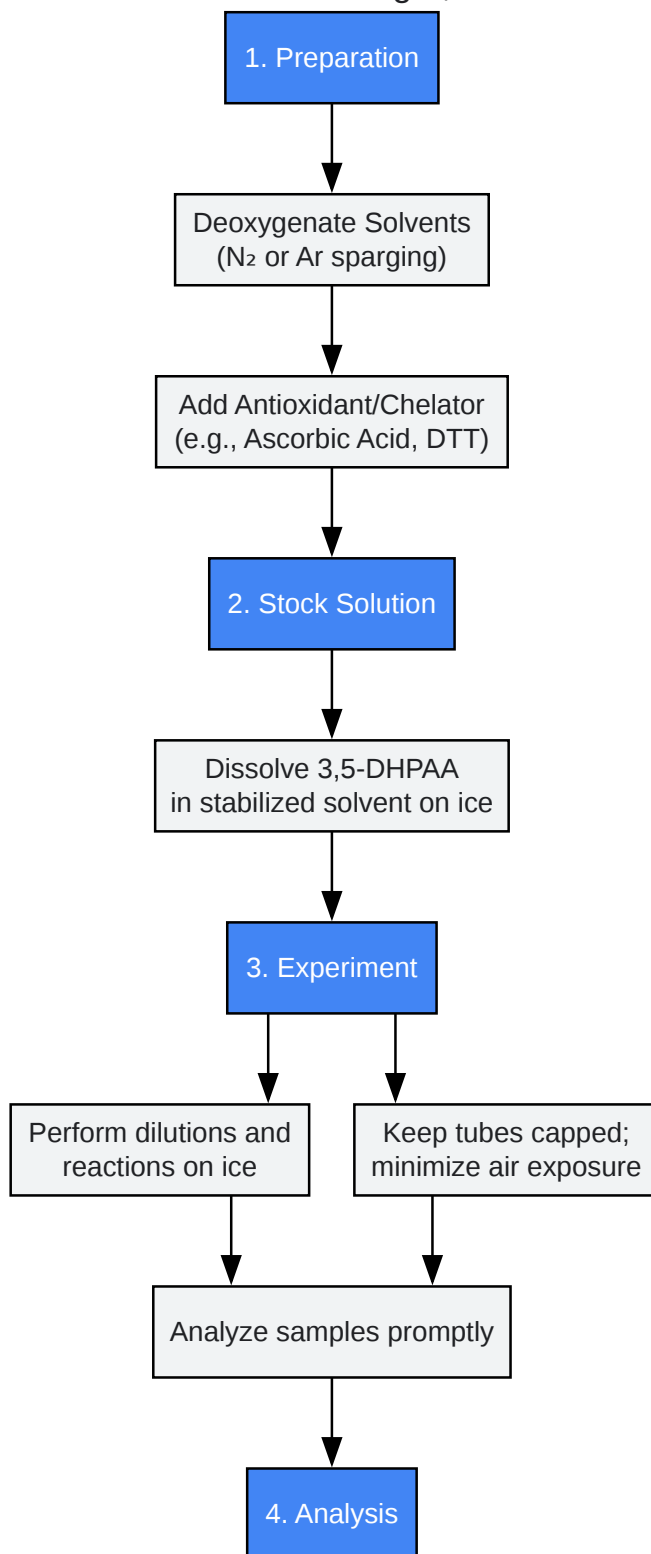 1. Preparation
Deoxygenate Solvents
(N₂ or Ar sparging)
Add Antioxidant/Chelator
(e.g., Ascorbic Acid, DTT)
2. Stock Solution
Dissolve 3,5-DHPAA
in stabilized solvent on ice
3. Experiment
Perform dilutions and
reactions on ice
Keep tubes capped;
minimize air exposure
Analyze samples promptly
4. Analysis